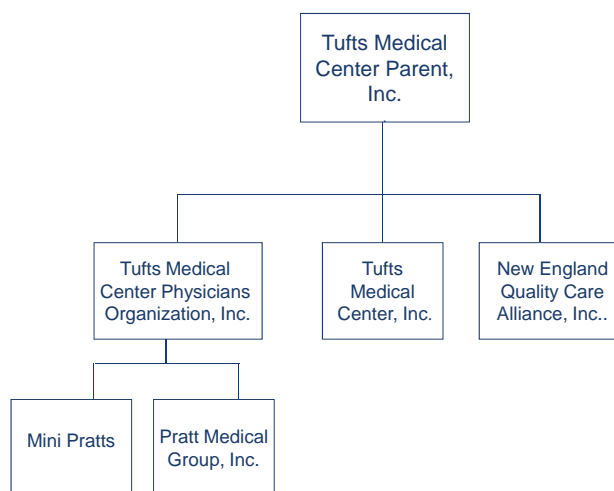 Tufts Medical
Center Parent,
Inc.
Tufts Medical
Center Physicians
Organization, Inc.
Tufts
Medical
Center, Inc.
New England
Quality Care
Alliance, Inc..
Mini Pratts
Pratt Medical
Group, Inc.